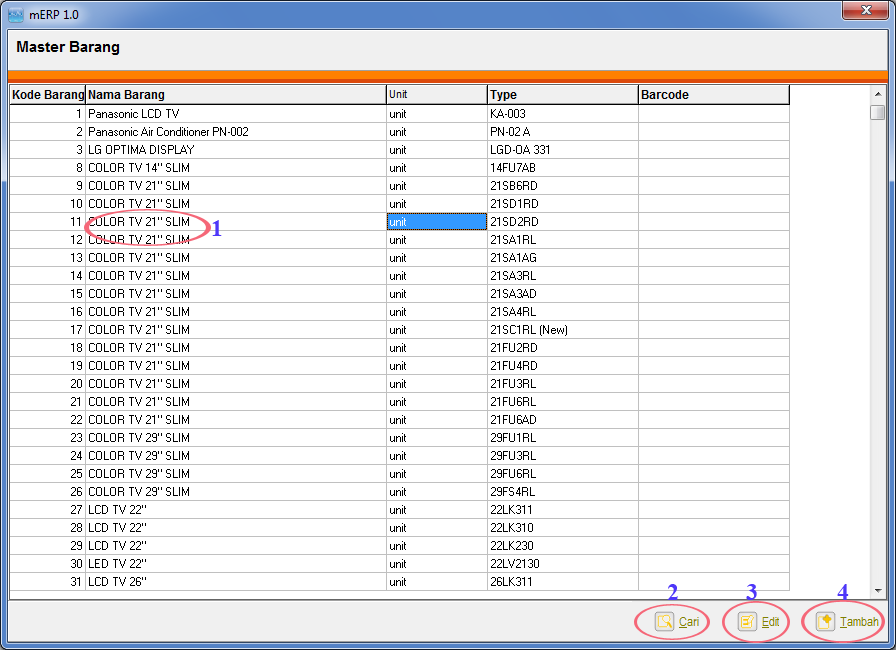 mERP 1.0
Master Barang
Kode Barang Nama Barang Unit Type Barcode
1 Panasonic LCD TV unit KA-003
2 Panasonic Air Conditioner PN-002 unit PN-02 A
3 LG OPTIMA DISPLAY unit LGD-OA 331
8 COLOR TV 14" SLIM unit 14FU7AB
9 COLOR TV 21" SLIM unit 21SB6RD
10 COLOR TV 21" SLIM unit 21SD1RD
11 COLOR TV 21" SLIM 1 unit 21SD2RD
12 COLOR TV 21" SLIM unit 21SA1RL
13 COLOR TV 21" SLIM unit 21SA1AG
14 COLOR TV 21" SLIM unit 21SA3RL
15 COLOR TV 21" SLIM unit 21SA3AD
16 COLOR TV 21" SLIM unit 21SA4RL
17 COLOR TV 21" SLIM unit 21SC1RL (New)
18 COLOR TV 21" SLIM unit 21FU2RD
19 COLOR TV 21" SLIM unit 21FU4RD
20 COLOR TV 21" SLIM unit 21FU3RL
21 COLOR TV 21" SLIM unit 21FU6RL
22 COLOR TV 21" SLIM unit 21FU6AD
23 COLOR TV 29" SLIM unit 29FU1RL
24 COLOR TV 29" SLIM unit 29FU3RL
25 COLOR TV 29" SLIM unit 29FU6RL
26 COLOR TV 29" SLIM unit 29FS4RL
27 LCD TV 22" unit 22LK311
28 LCD TV 22" unit 22LK310
29 LCD TV 22" unit 22LK230
30 LED TV 22" unit 22LV2130
31 LCD TV 26" unit 26LK311
2 3 4
Cari Edit Tambah